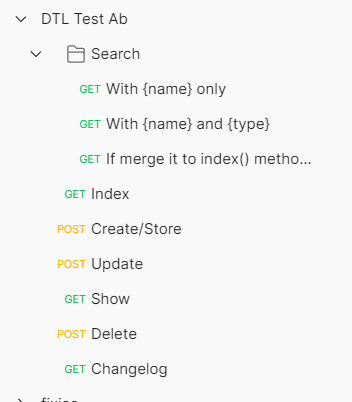 DTL Test Ab
Search
GET With {name} only
GET With {name} and {type}
GET If merge it to index() metho...
GET Index
POST Create/Store
POST Update
GET Show
POST Delete
GET Changelog